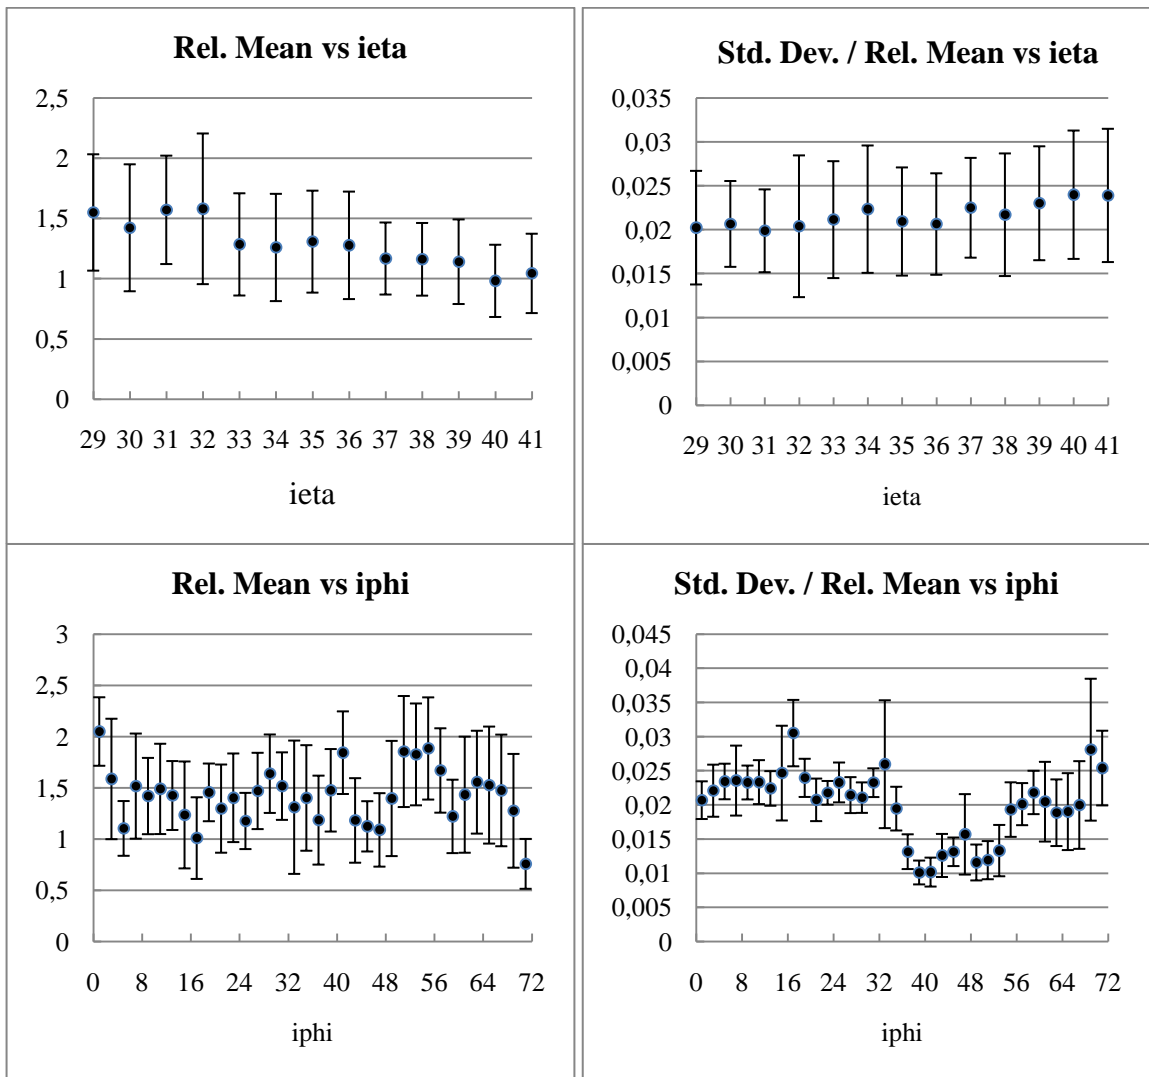 Rel. Mean vs ieta
2,5
2
1,5
1
0,5
0
29 30 31 32 33 34 35 36 37 38 39 40 41
ieta
Std. Dev. / Rel. Mean vs ieta
0,035
0,03
0,025
0,02
0,015
0,01
0,005
0
29 30 31 32 33 34 35 36 37 38 39 40 41
ieta
Rel. Mean vs iphi
3
2,5
2
1,5
1
0,5
0
0 8 16 24 32 40 48 56 64 72
iphi
Std. Dev. / Rel. Mean vs iphi
0,045
0,04
0,035
0,03
0,025
0,02
0,015
0,01
0,005
0
0 8 16 24 32 40 48 56 64 72
iphi